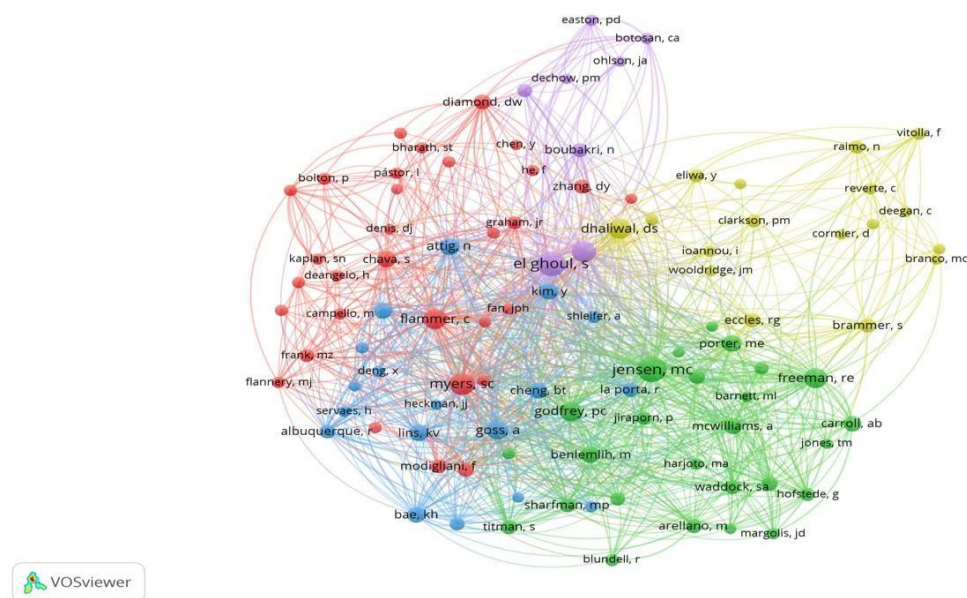 easton, pd
botosan, ca
ohlson, ja
dechow, pm
diamond, dw
chen, y
bharath, st
boubakri, n
vitolla, f
raimo, n
he, f
pástor, l
bolton, p
zhang, dy
eliwa, y
reverte, c
deegan, c
graham, jr
denis, dj
dhaliwal, ds
clarkson, pm
cormier, d
attig, n
ioannou, i
kaplan, sn
chava, s
el ghoul, s
wooldridge, jm
branco, mc
deangelo, h
kim, y
campello, m
flammer, c
fan, jph
shleifer, a
eccles, rg
brammer, s
porter, me
frank, mz
deng, x
jensen, mc
freeman, re
flannery, mj
myers, sc
cheng, bt
la porta, r
barnett, ml
heckman, jj
servaes, h
godfrey, pc
jiraporn, p
mcwilliams, a
carroll, ab
albuquerque, r
lins, kv
goss, a
jones, tm
modigliani, f
benlemlih, m
harjoto, ma
waddock, sa
hofstede, g
bae, kh
sharfman, mp
titman, s
arellano, m
margolis, jd
blundell, r
VOSviewer